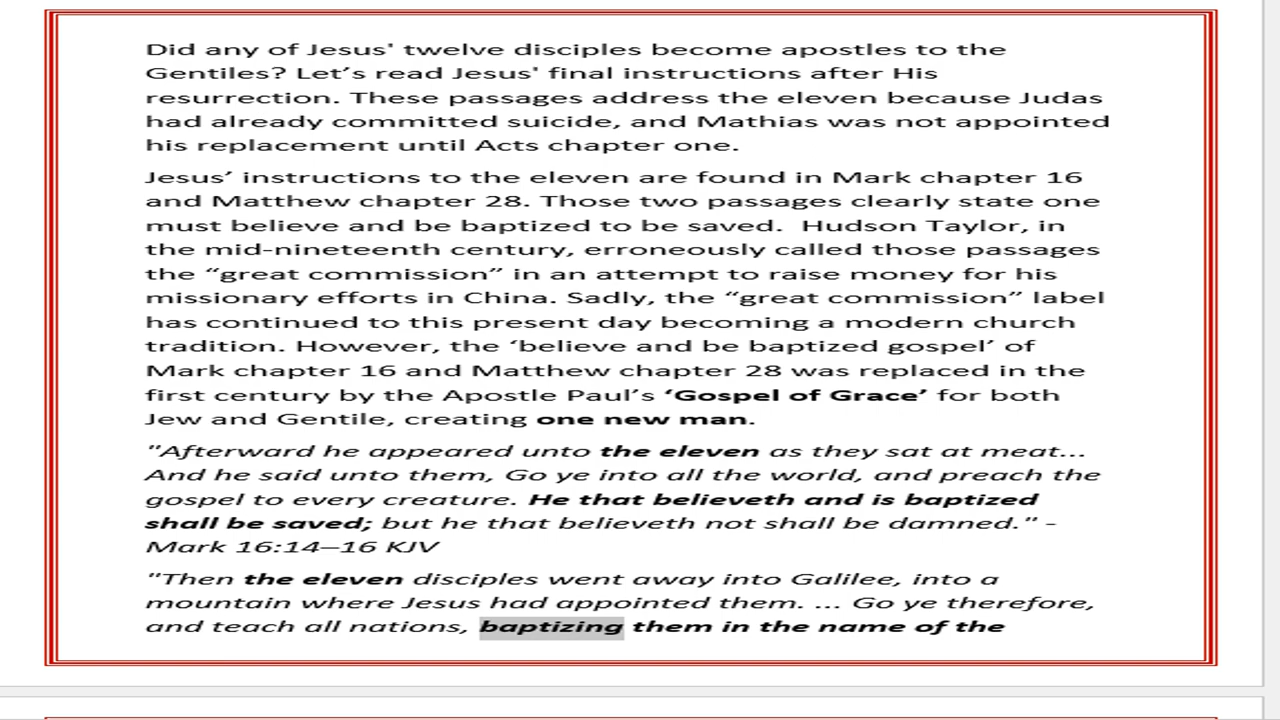 Did any of Jesus' twelve disciples become apostles to the
Gentiles? Let’s read Jesus' final instructions after His
resurrection. These passages address the eleven because Judas
had already committed suicide, and Mathias was not appointed
his replacement until Acts chapter one.
Jesus’ instructions to the eleven are found in Mark chapter 16
and Matthew chapter 28. Those two passages clearly state one
must believe and be baptized to be saved.  Hudson Taylor, in
the mid-nineteenth century, erroneously called those passages
the “great commission” in an attempt to raise money for his
missionary efforts in China. Sadly, the “great commission” label
has continued to this present day becoming a modern church
tradition. However, the ‘believe and be baptized gospel’ of
Mark chapter 16 and Matthew chapter 28 was replaced in the
first century by the Apostle Paul’s ‘Gospel of Grace’ for both
Jew and Gentile, creating one new man.
"Afterward he appeared unto the eleven as they sat at meat...
And he said unto them, Go ye into all the world, and preach the
gospel to every creature. He that believeth and is baptized
shall be saved; but he that believeth not shall be damned." -
Mark 16:14–16 KJV
"Then the eleven disciples went away into Galilee, into a
mountain where Jesus had appointed them. ... Go ye therefore,
and teach all nations, baptizing them in the name of the